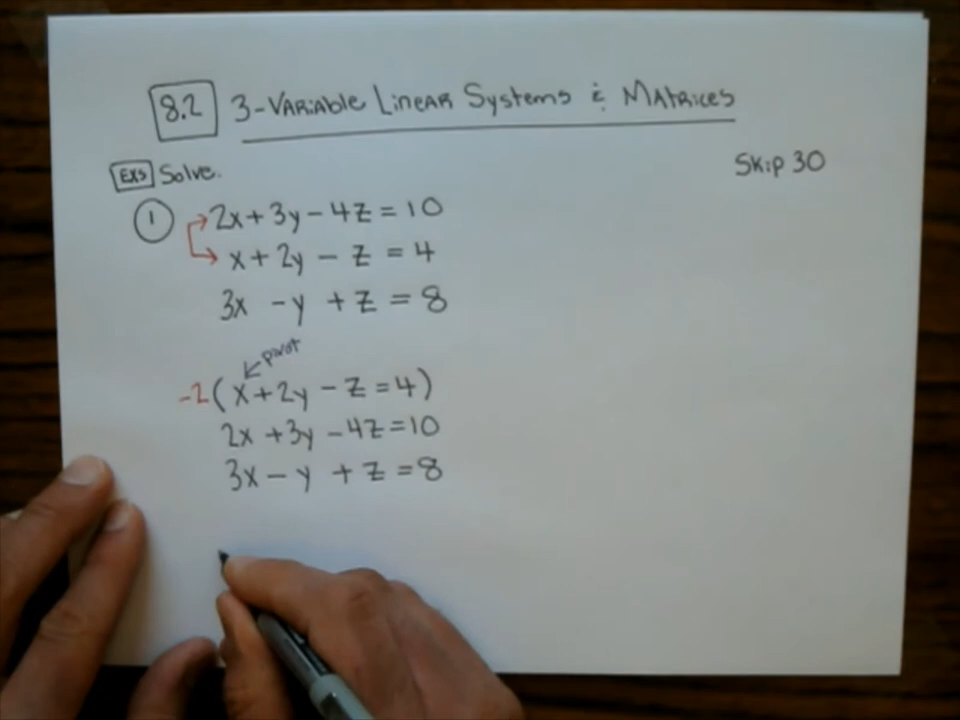 8.2 3-Variable Linear Systems & Matrices
Exs Solve.
Skip 30
1 2x + 3y - 4z = 10
x + 2y - z = 4
3x - y + z = 8
pivot
-2(x + 2y - z = 4)
2x + 3y - 4z = 10
3x - y + z = 8